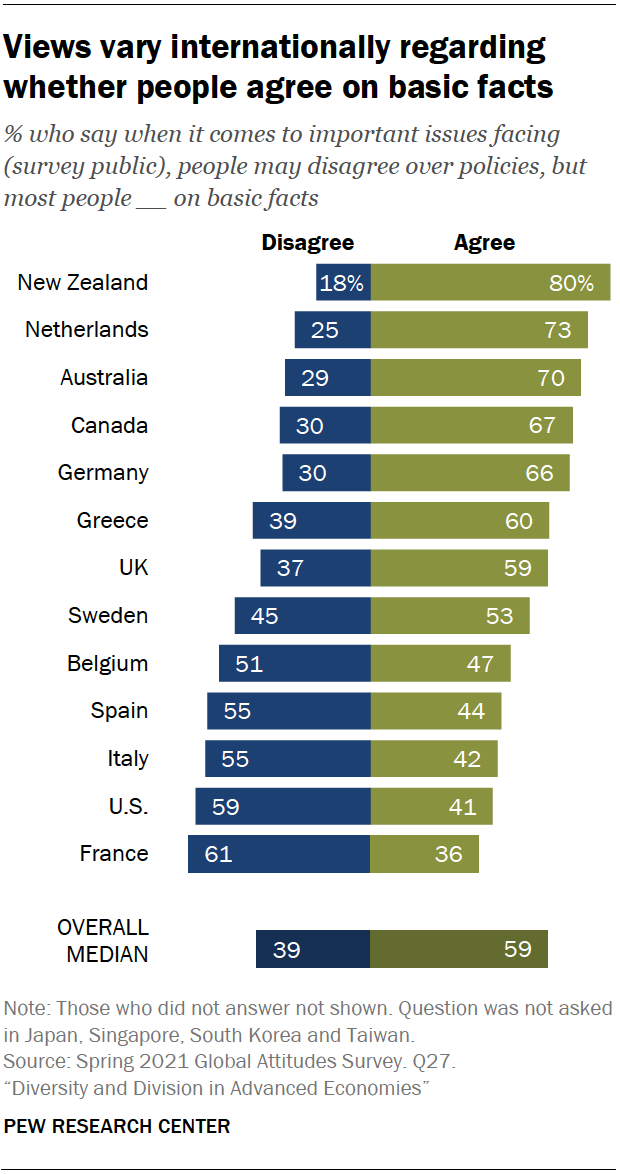 Views vary internationally regarding
whether people agree on basic facts
% who say when it comes to important issues facing
(survey public), people may disagree over policies, but
most people __ on basic facts
Disagree Agree
New Zealand 18% 80%
Netherlands 25 73
Australia 29 70
Canada 30 67
Germany 30 66
Greece 39 60
UK 37 59
Sweden 45 53
Belgium 51 47
Spain 55 44
Italy 55 42
U.S. 59 41
France 61 36
OVERALL
MEDIAN 39 59
Note: Those who did not answer not shown. Question was not asked
in Japan, Singapore, South Korea and Taiwan.
Source: Spring 2021 Global Attitudes Survey. Q27.
“Diversity and Division in Advanced Economies”
PEW RESEARCH CENTER